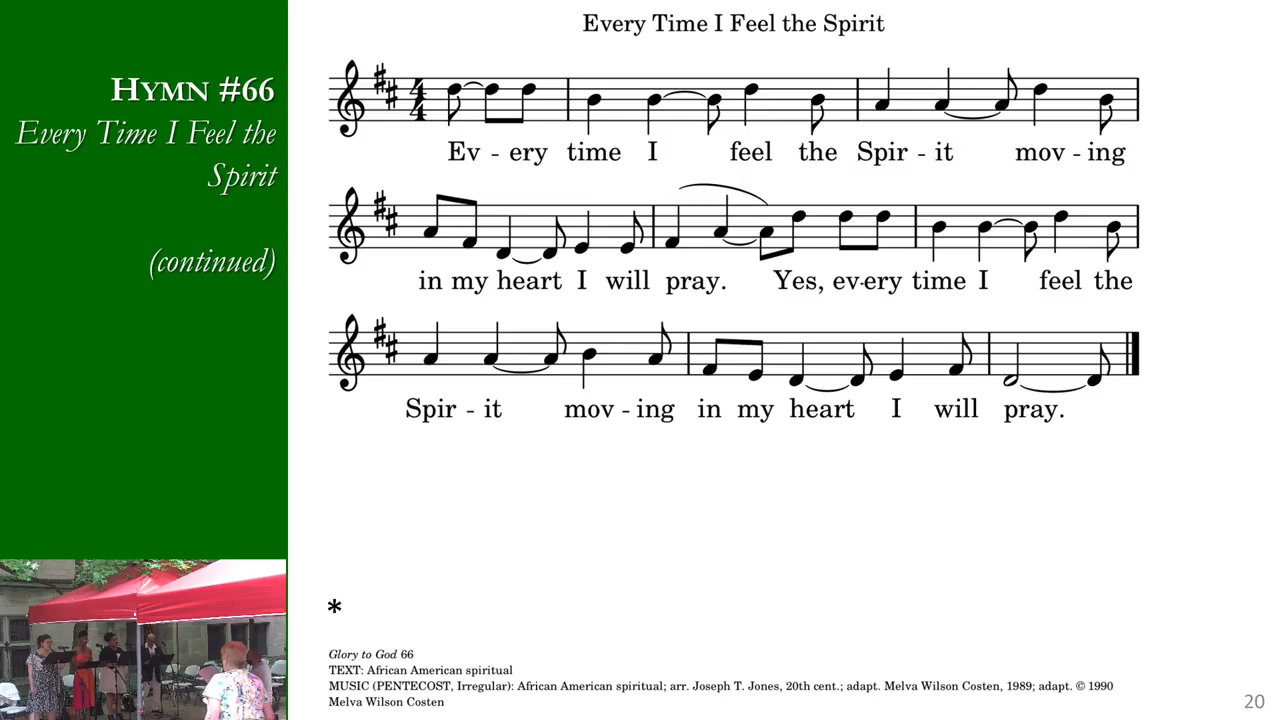 HYMN #66
Every Time I Feel the
Spirit
(continued)
Every Time I Feel the Spirit
4
4
Ev - ery time I feel the Spir - it mov - ing
in my heart I will pray. Yes, ev-ery time I feel the
Spir - it mov - ing in my heart I will pray.
*
Glory to God 66
TEXT: African American spiritual
MUSIC (PENTECOST, Irregular): African American spiritual; arr. Joseph T. Jones, 20th cent.; adapt. Melva Wilson Costen, 1989; adapt. © 1990
Melva Wilson Costen
20